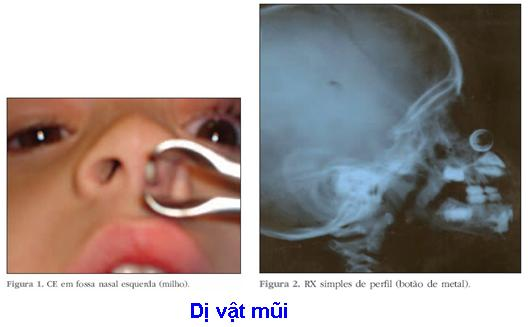 Figura 1. CE em fossa nasal esquerda (milho).
Figura 2. RX simples de perfil (botão de metal).
Dị vật mũi